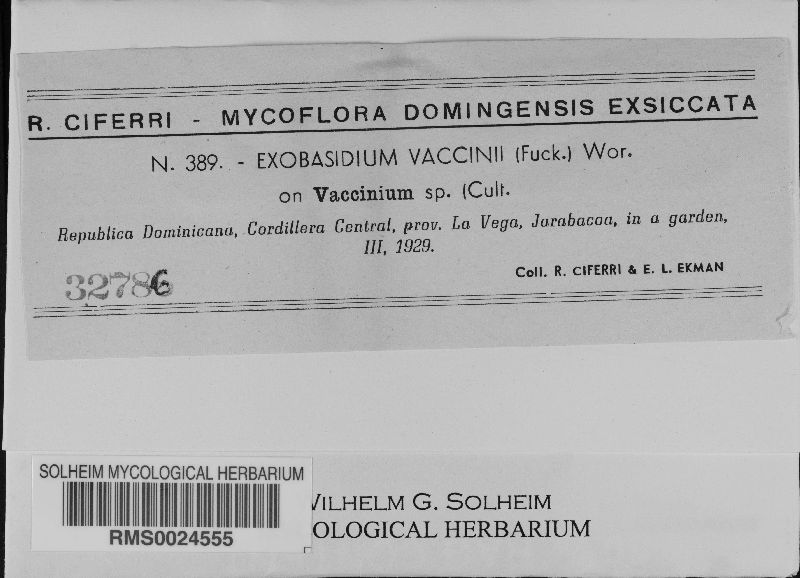 R. CIFERRI - MYCOFLORA DOMINGENSIS EXSICCATA
N. 389. - EXOBASIDIUM VACCINII (Fuck.) Wor.
on Vaccinium sp. (Cult.
Republica Dominicana, Cordillera Central, prov. La Vega, Jarabacoa, in a garden,
III, 1929.
32786
Coll. R. CIFERRI & E. L. EKMAN
SOLHEIM MYCOLOGICAL HERBARIUM
RMS0024555
VILHELM G. SOLHEIM
OLOGICAL HERBARIUM